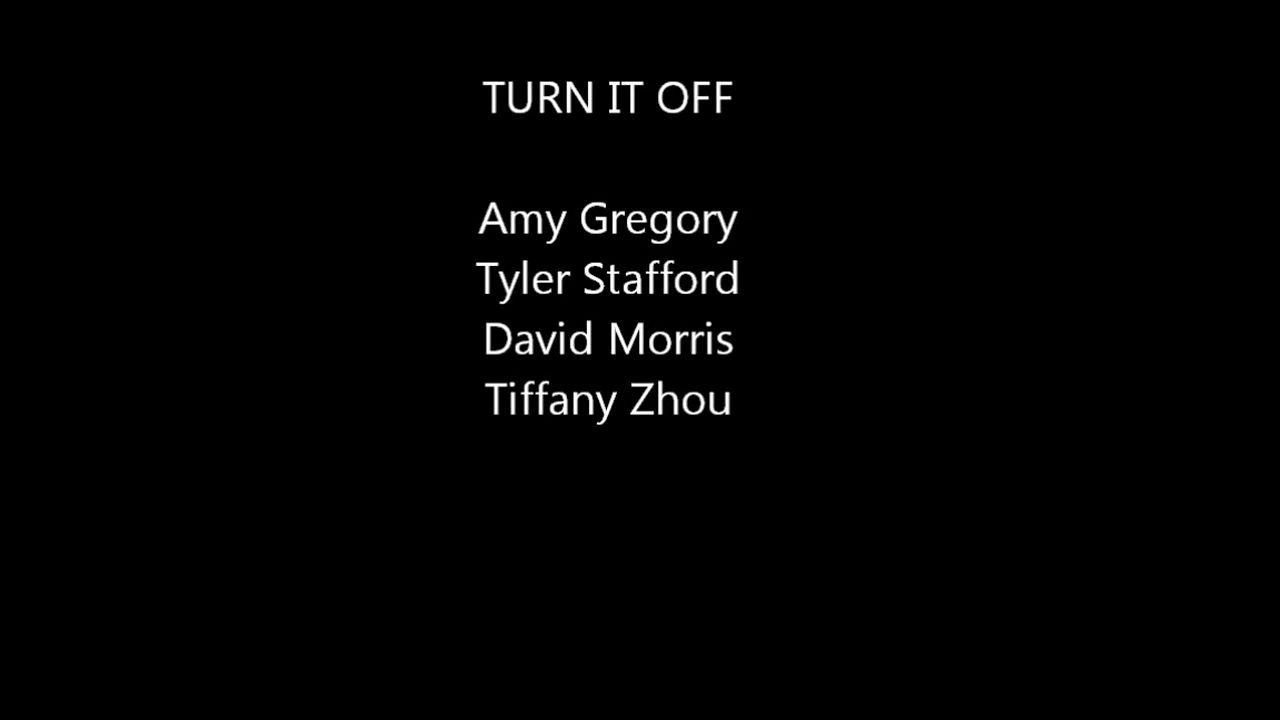 TURN IT OFF
Amy Gregory
Tyler Stafford
David Morris
Tiffany Zhou